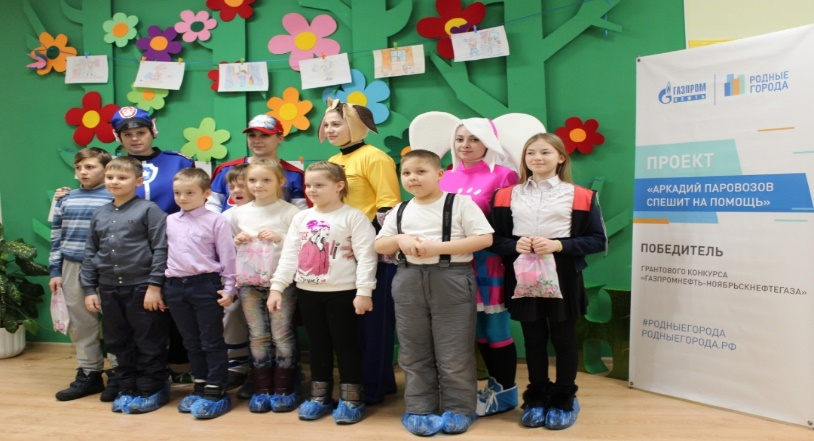 ГАЗПРОМ
НЕФТЬ
РОДНЫЕ
ГОРОДА
ПРОЕКТ
«АРКАДИЙ ПАРОВОЗОВ
СПЕШИТ НА ПОМОЩЬ»
ПОБЕДИТЕЛЬ
ГРАНТОВОГО КОНКУРСА
«ГАЗПРОМНЕФТЬ-НОЯБРЬСКНЕФТЕГАЗА»
#РОДНЫЕГОРОДА
РОДНЫЕГОРОДА.РФ